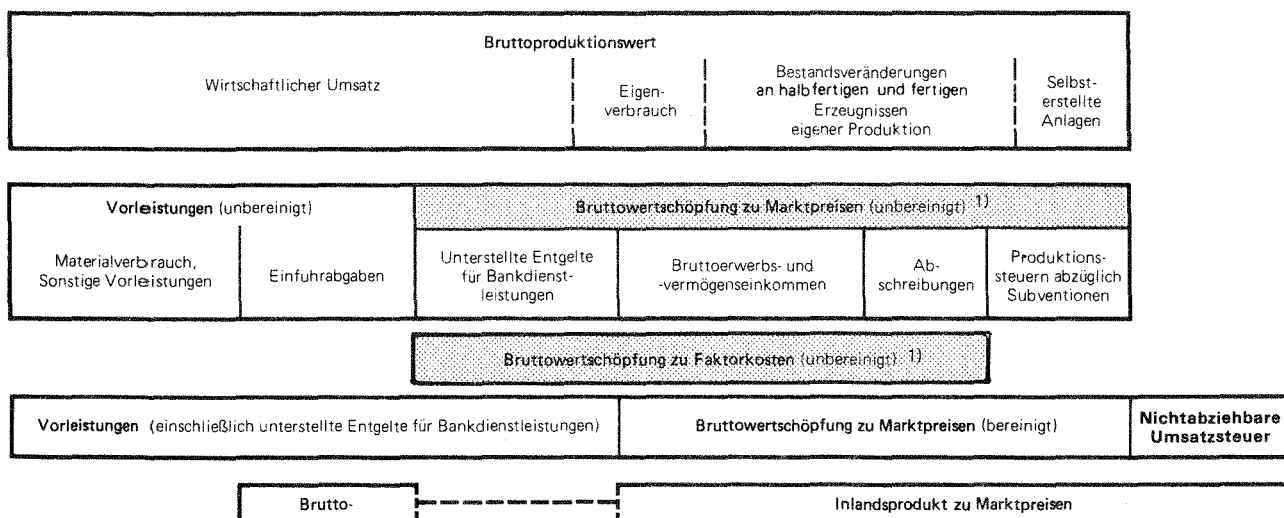 Bruttoproduktionswert
Wirtschaftlicher Umsatz
Eigen-
verbrauch
Bestandsveränderungen
an halbfertigen und fertigen
Erzeugnissen
eigener Produktion
Selbst-
erstellte
Anlagen
Vorleistungen (unbereinigt)
Bruttowertschöpfung zu Marktpreisen (unbereinigt) 1)
Materialverbrauch,
Sonstige Vorleistungen
Einfuhrabgaben
Unterstellte Entgelte
für Bankdienst-
leistungen
Bruttoerwerbs- und
-vermögenseinkommen
Ab-
schreibungen
Produktions-
steuern abzüglich
Subventionen
Bruttowertschöpfung zu Faktorkosten (unbereinigt) 1)
Vorleistungen (einschließlich unterstellte Entgelte für Bankdienstleistungen)
Bruttowertschöpfung zu Marktpreisen (bereinigt)
Nichtabziehbare
Umsatzsteuer
Brutto-
Inlandsprodukt zu Marktpreisen